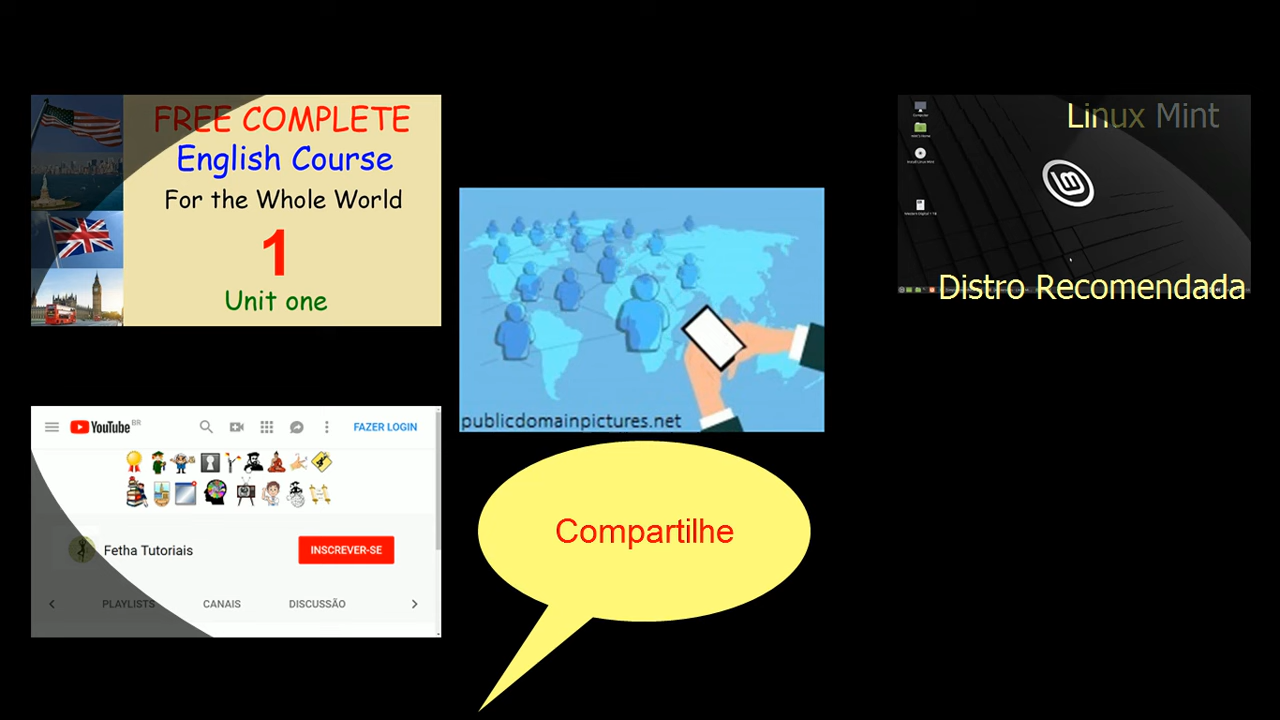 FREE COMPLETE
English Course
For the Whole World
1
Unit one
Linux Mint
Distro Recomendada
publicdomainpictures.net
YouTube BR
FAZER LOGIN
Fetha Tutoriais
INSCREVER-SE
PLAYLISTS CANAIS DISCUSSÃO
Compartilhe